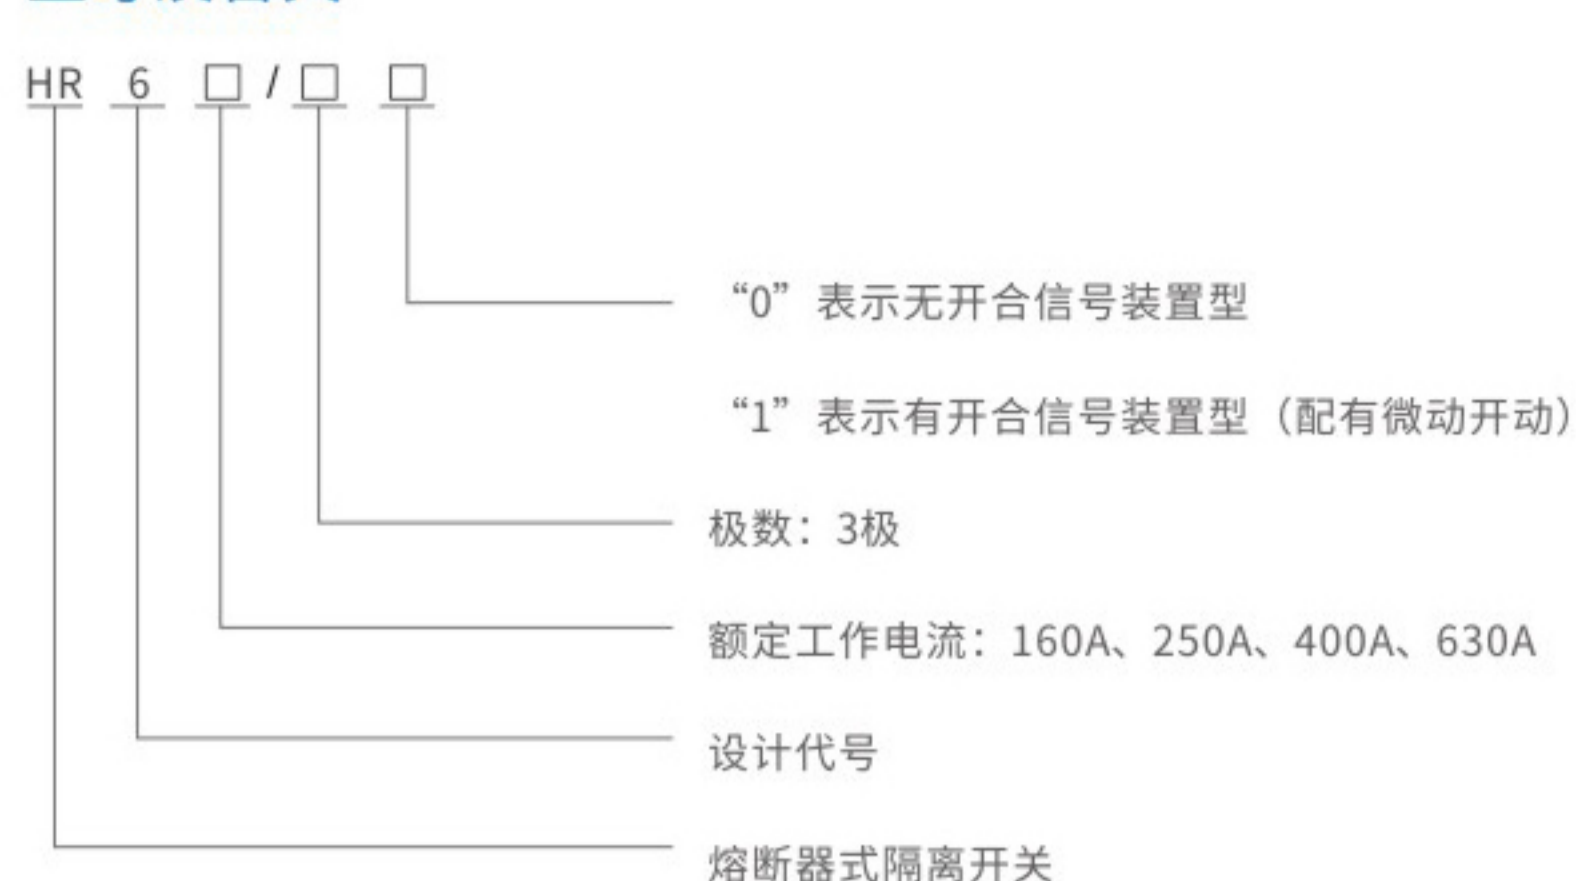 HR 6 □ / □ □
“0”表示无开合信号装置型
“1”表示有开合信号装置型（配有微动开动）
极数：3极
额定工作电流：160A、250A、400A、630A
设计代号
熔断器式隔离开关